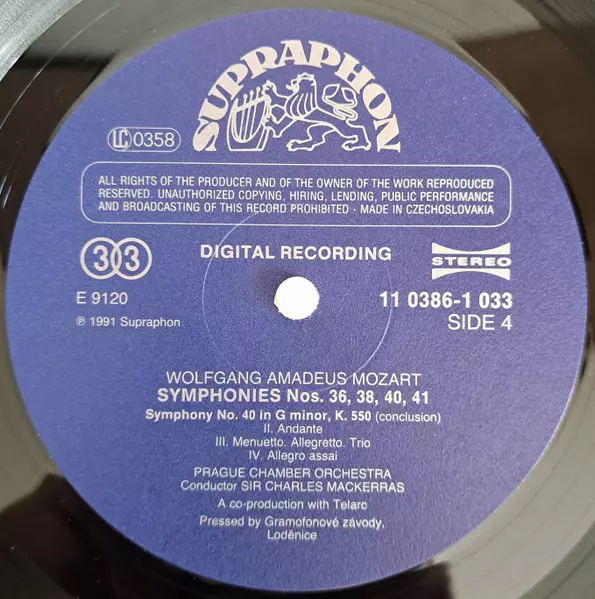 SUPRAPHON
LC 0358
ALL RIGHTS OF THE PRODUCER AND OF THE OWNER OF THE WORK REPRODUCED
RESERVED. UNAUTHORIZED COPYING, HIRING, LENDING, PUBLIC PERFORMANCE
AND BROADCASTING OF THIS RECORD PROHIBITED - MADE IN CZECHOSLOVAKIA
33 DIGITAL RECORDING STEREO
E 9120 11 0386-1 033
℗ 1991 Supraphon SIDE 4
WOLFGANG AMADEUS MOZART
SYMPHONIES Nos. 36, 38, 40, 41
Symphony No. 40 in G minor, K. 550 (conclusion)
II. Andante
III. Menuetto. Allegretto. Trio
IV. Allegro assai
PRAGUE CHAMBER ORCHESTRA
Conductor SIR CHARLES MACKERRAS
A co-production with Telarc
Pressed by Gramofonové závody,
Loděnice